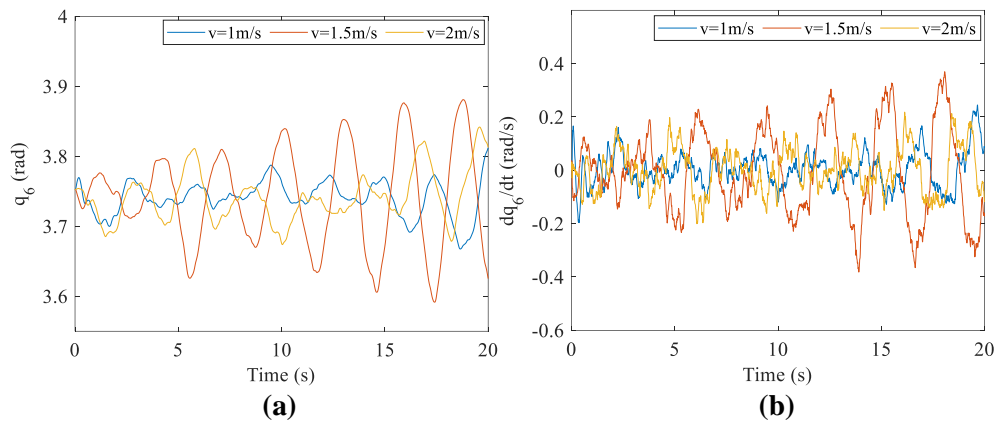 4
3.9
3.8
3.7
3.6
q6 (rad)
v=1m/s v=1.5m/s v=2m/s
0 5 10 15 20
Time (s)
(a)
0.4
0.2
0
-0.2
-0.4
-0.6
dq6/dt (rad/s)
v=1m/s v=1.5m/s v=2m/s
0 5 10 15 20
Time (s)
(b)